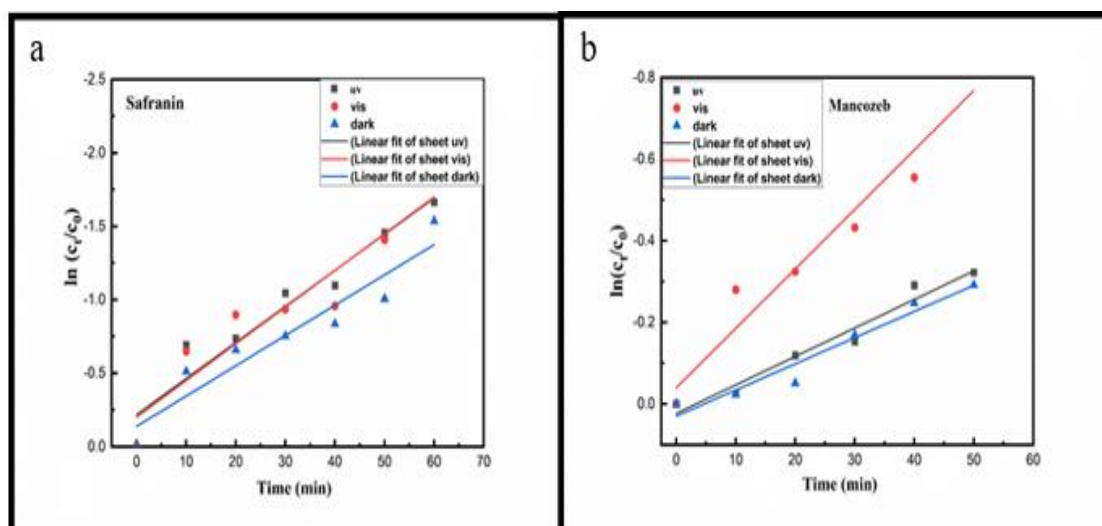 a
Safranin
uv
vis
dark
(Linear fit of sheet uv)
(Linear fit of sheet vis)
(Linear fit of sheet dark)
ln (cₜ/c₀)
-2.5
-2.0
-1.5
-1.0
-0.5
0.0
0 10 20 30 40 50 60 70
Time (min)
b
Mancozeb
uv
vis
dark
(Linear fit of sheet uv)
(Linear fit of sheet vis)
(Linear fit of sheet dark)
ln(cₜ/c₀)
-0.8
-0.6
-0.4
-0.2
0.0
0 10 20 30 40 50 60
Time (min)